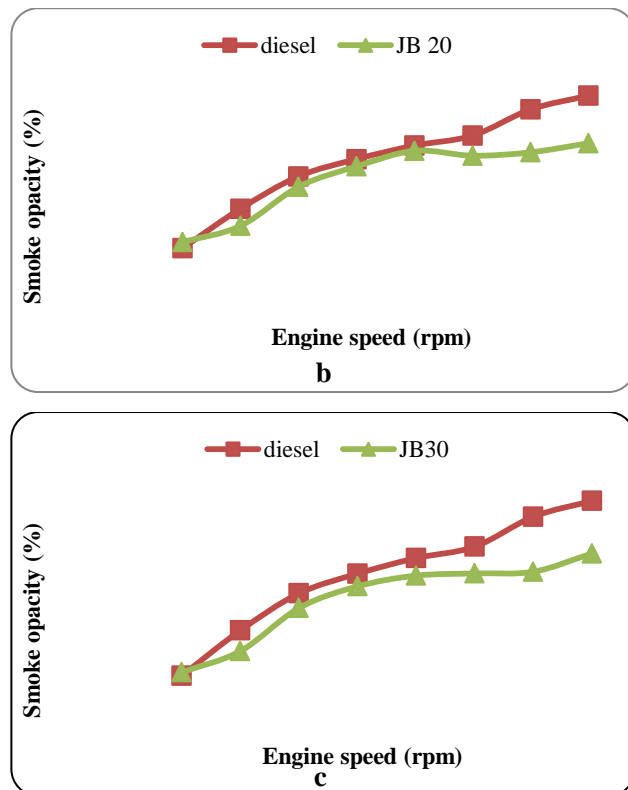 diesel JB 20
Smoke opacity (%)
Engine speed (rpm)
b
diesel JB30
Smoke opacity (%)
Engine speed (rpm)
c